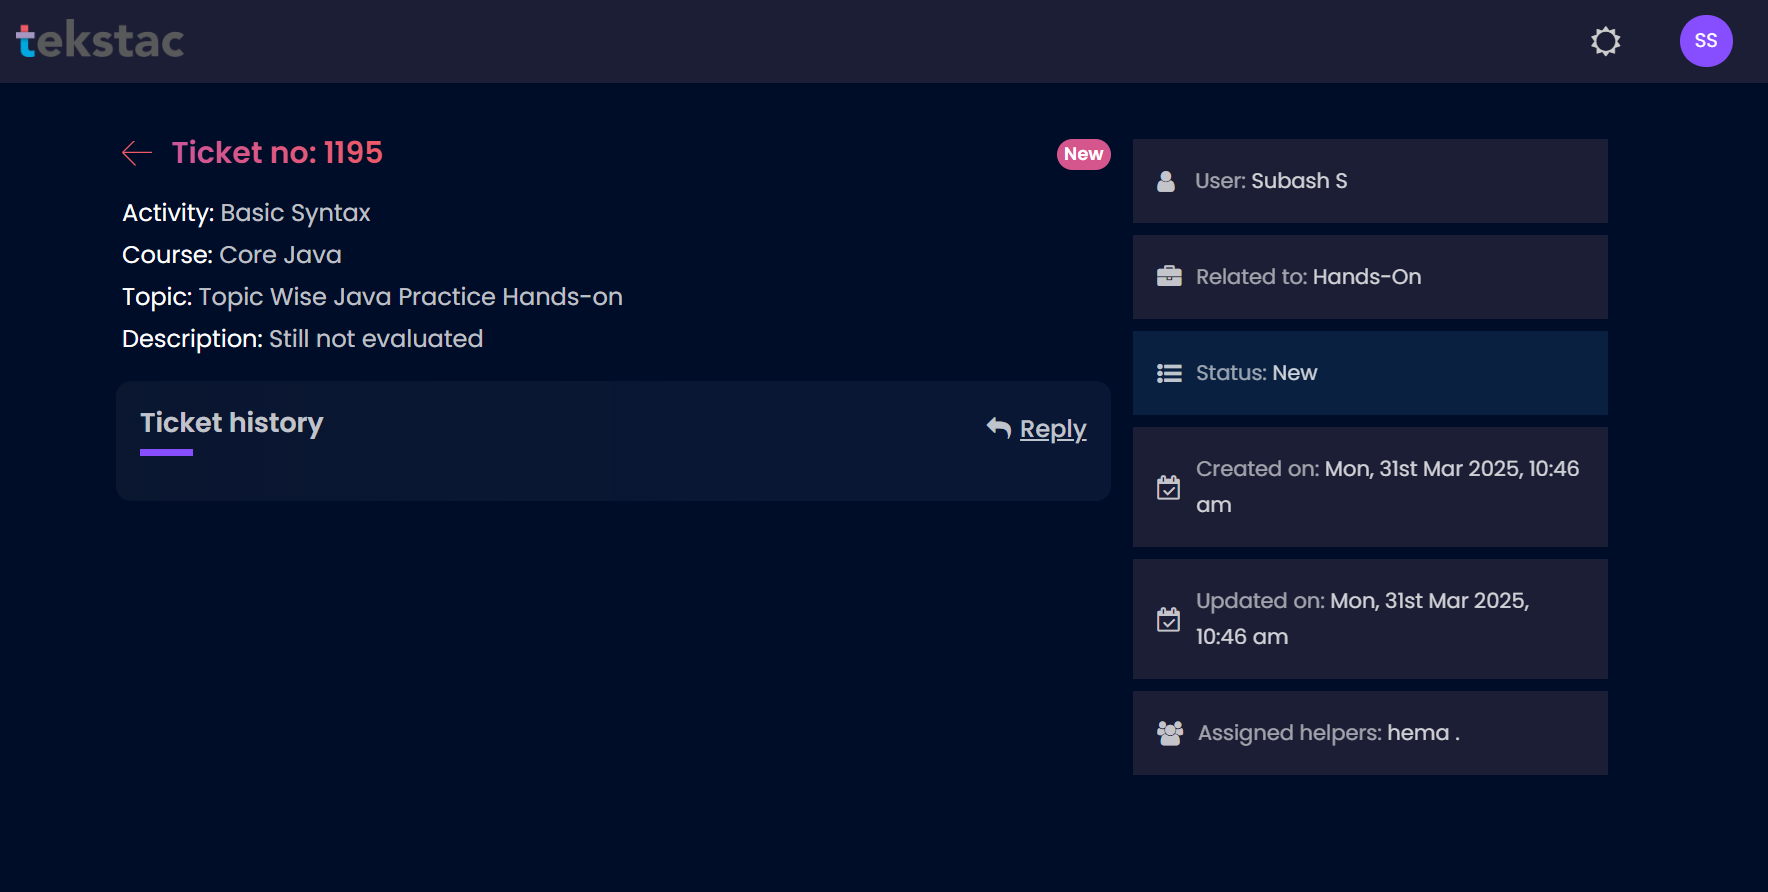 tekstac
SS
Ticket no: 1195
New
Activity: Basic Syntax
Course: Core Java
Topic: Topic Wise Java Practice Hands-on
Description: Still not evaluated
Ticket history
Reply
User: Subash S
Related to: Hands-On
Status: New
Created on: Mon, 31st Mar 2025, 10:46
am
Updated on: Mon, 31st Mar 2025,
10:46 am
Assigned helpers: hema .